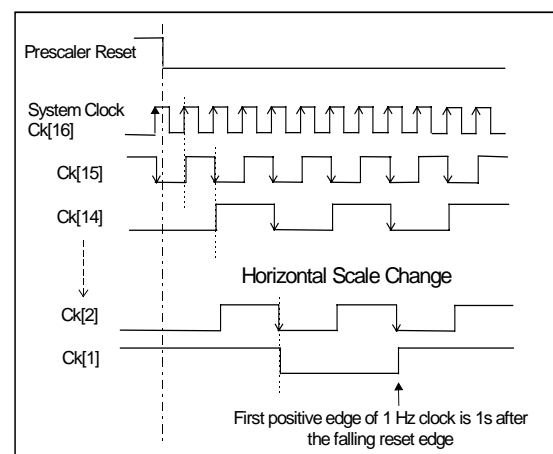 Prescaler Reset
System Clock
Ck[16]
Ck[15]
Ck[14]
Horizontal Scale Change
Ck[2]
Ck[1]
First positive edge of 1 Hz clock is 1s after
the falling reset edge